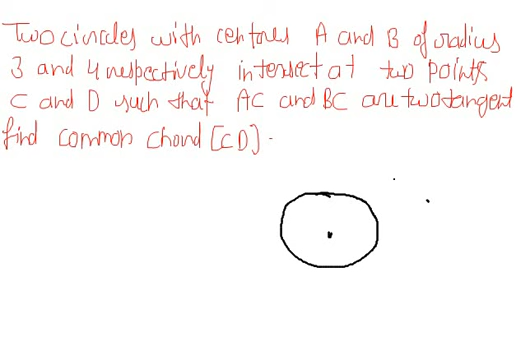 Two circles with centres A and B of radius
3 and 4 respectively intersect at two points
C and D such that AC and BC are two tangent
find common chord [CD].